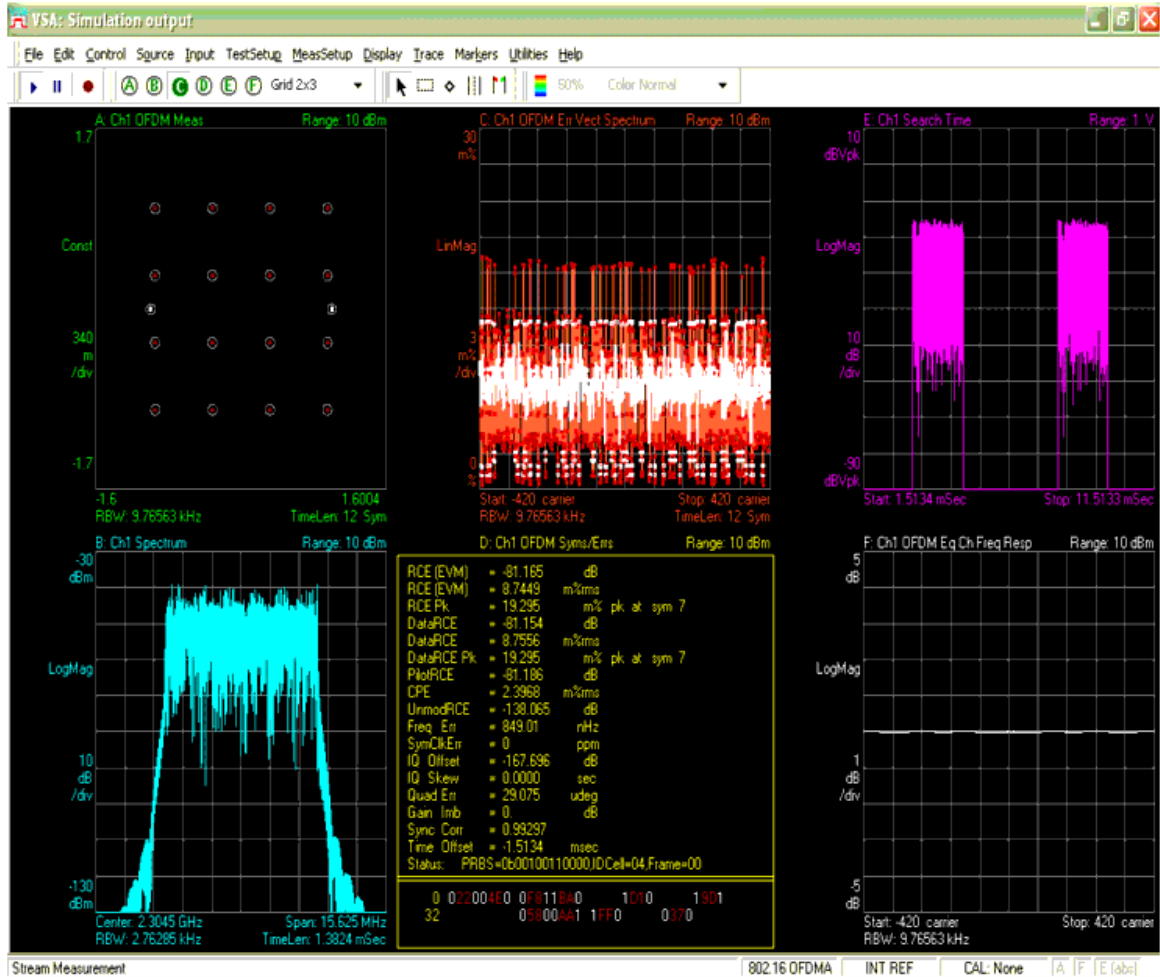 VSA: Simulation output
File Edit Control Source Input TestSetup MeasSetup Display Trace Markers Utilities Help
A B C D E F Grid 2x3 50% Color Normal
A: Ch1 OFDM Meas Range: 10 dBm
1.7
Const
340
m
/div
-1.7
-1.6 1.6004
RBW: 9.76563 kHz TimeLen: 12 Sym
C: Ch1 OFDM Err Vect Spectrum Range: 10 dBm
30
m%
LinMag
3
m%
/div
0
%
Start: -420 carrier Stop: 420 carrier
RBW: 9.76563 kHz TimeLen: 12 Sym
E: Ch1 Search Time Range: 1 V
10
dBVpk
LogMag
10
dB
/div
-90
dBVpk
Start: 1.5134 mSec Stop: 11.5133 mSec
B: Ch1 Spectrum Range: 10 dBm
-30
dBm
LogMag
10
dB
/div
-130
dBm
Center: 2.3045 GHz Span: 15.625 MHz
RBW: 2.76285 kHz TimeLen: 1.3824 mSec
D: Ch1 OFDM Syms/Errs Range: 10 dBm
RCE (EVM) = -81.165 dB
RCE (EVM) = 8.7449 m%rms
RCE Pk = 19.295 m% pk at sym 7
DataRCE = -81.154 dB
DataRCE = 8.7556 m%rms
DataRCE Pk = 19.295 m% pk at sym 7
PilotRCE = -81.186 dB
CPE = 2.3968 m%rms
UnmodRCE = -138.065 dB
Freq Err = 849.01 nHz
SymClkErr = 0 ppm
IQ Offset = -167.696 dB
IQ Skew = 0.0000 sec
Quad Err = 29.075 udeg
Gain Imb = 0. dB
Sync Corr = 0.99297
Time Offset = -1.5134 msec
Status: PRBS=0b00100110000,IDCell=04,Frame=00
0 022004E0 0F811BA0 1D10 19D1
32 05800AA1 1FF0 0370
F: Ch1 OFDM Eq Ch Freq Resp Range: 10 dBm
5
dB
LogMag
1
dB
/div
-5
dB
Start: -420 carrier Stop: 420 carrier
RBW: 9.76563 kHz
Stream Measurement 802.16 OFDMA INT REF CAL: None A F E (abs)